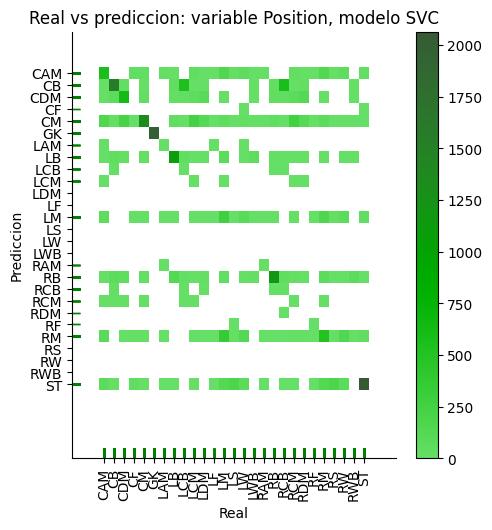 Real vs prediccion: variable Position, modelo SVC
CAM
CB
CDM
CF
CM
GK
LAM
LB
LCB
LCM
LDM
LF
LM
LS
LW
LWB
RAM
RB
RCB
RCM
RDM
RF
RM
RS
RW
RWB
ST
Prediccion
CAM CB CDM CF CM GK LAM LB LCB LCM LDM LF LM LS LW LWB RAM RB RCB RCM RDM RF RM RS RW RWB ST
Real
2000
1750
1500
1250
1000
750
500
250
0